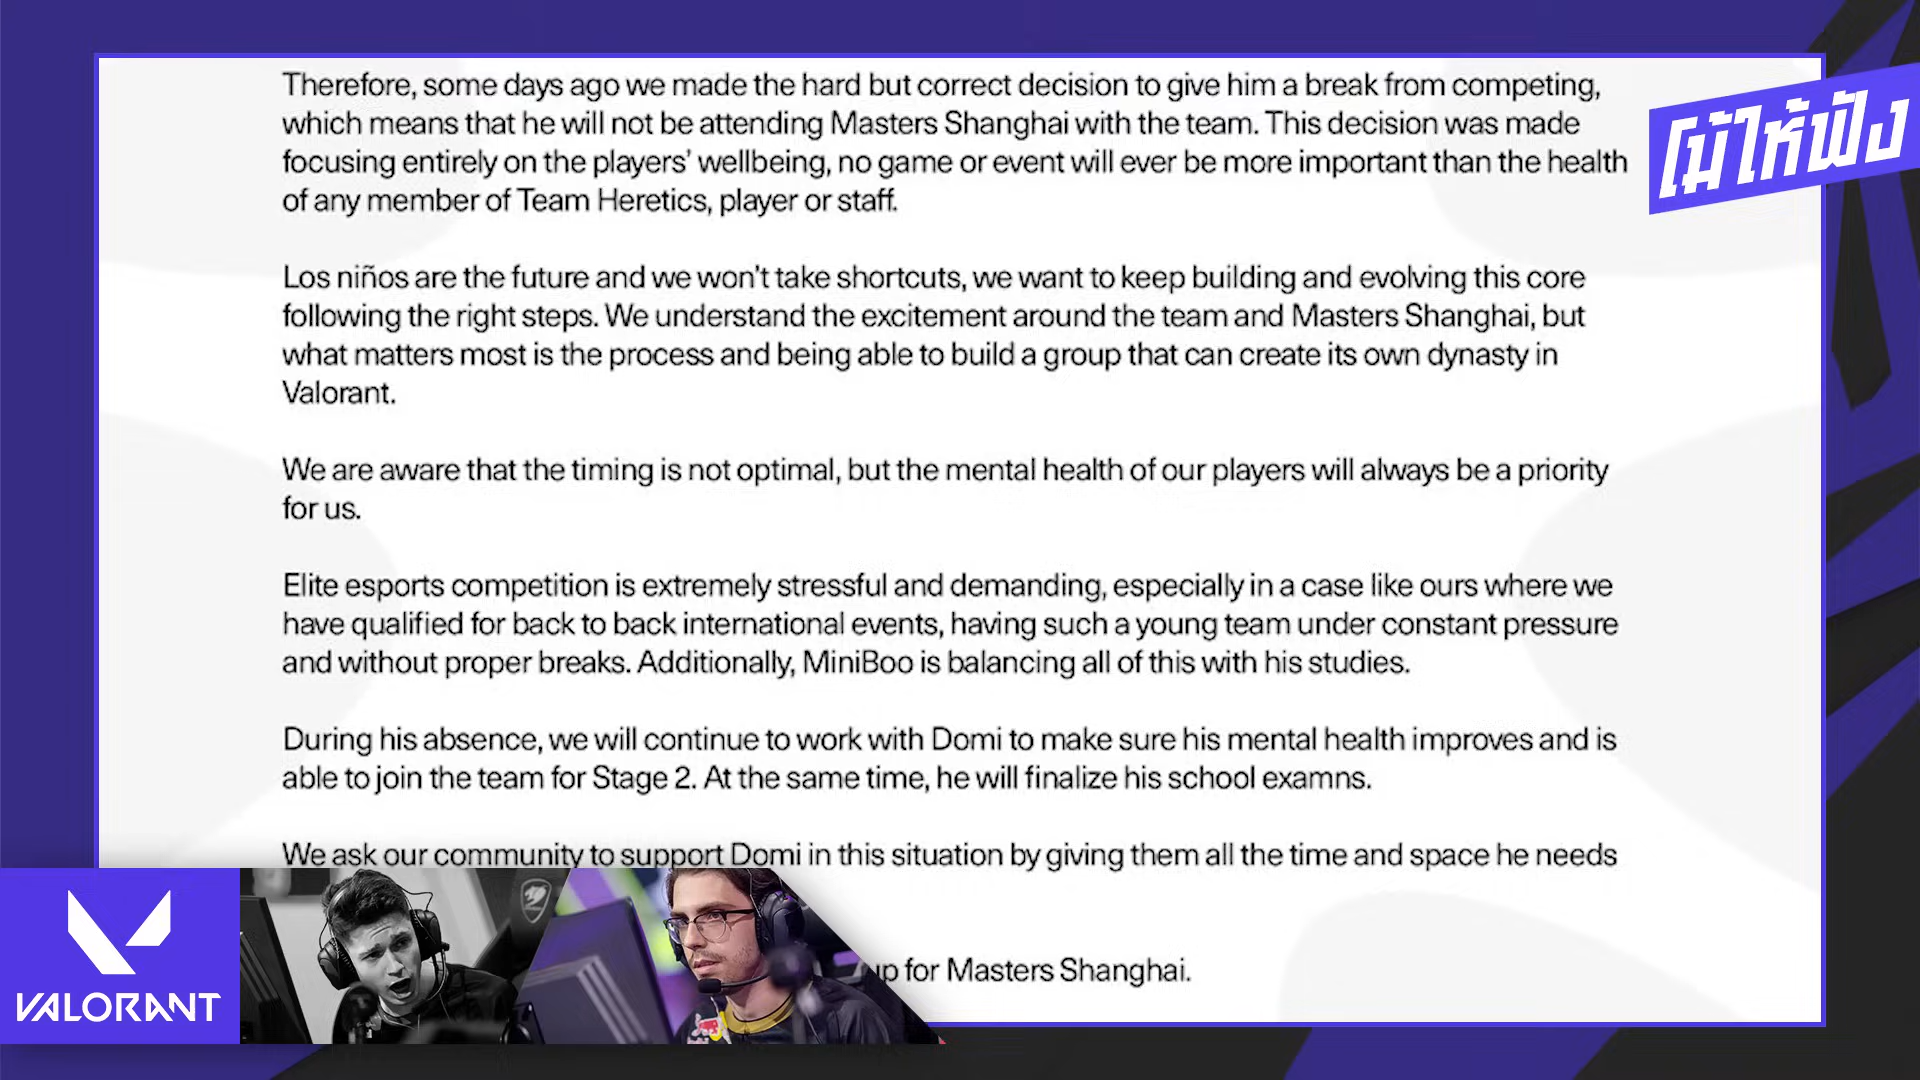 Therefore, some days ago we made the hard but correct decision to give him a break from competing,
which means that he will not be attending Masters Shanghai with the team. This decision was made
focusing entirely on the players’ wellbeing, no game or event will ever be more important than the health
of any member of Team Heretics, player or staff.
โม้ให้ฟัง
Los niños are the future and we won’t take shortcuts, we want to keep building and evolving this core
following the right steps. We understand the excitement around the team and Masters Shanghai, but
what matters most is the process and being able to build a group that can create its own dynasty in
Valorant.
We are aware that the timing is not optimal, but the mental health of our players will always be a priority
for us.
Elite esports competition is extremely stressful and demanding, especially in a case like ours where we
have qualified for back to back international events, having such a young team under constant pressure
and without proper breaks. Additionally, MiniBoo is balancing all of this with his studies.
During his absence, we will continue to work with Domi to make sure his mental health improves and is
able to join the team for Stage 2. At the same time, he will finalize his school examns.
We ask our community to support Domi in this situation by giving them all the time and space he needs
up for Masters Shanghai.
VALORANT